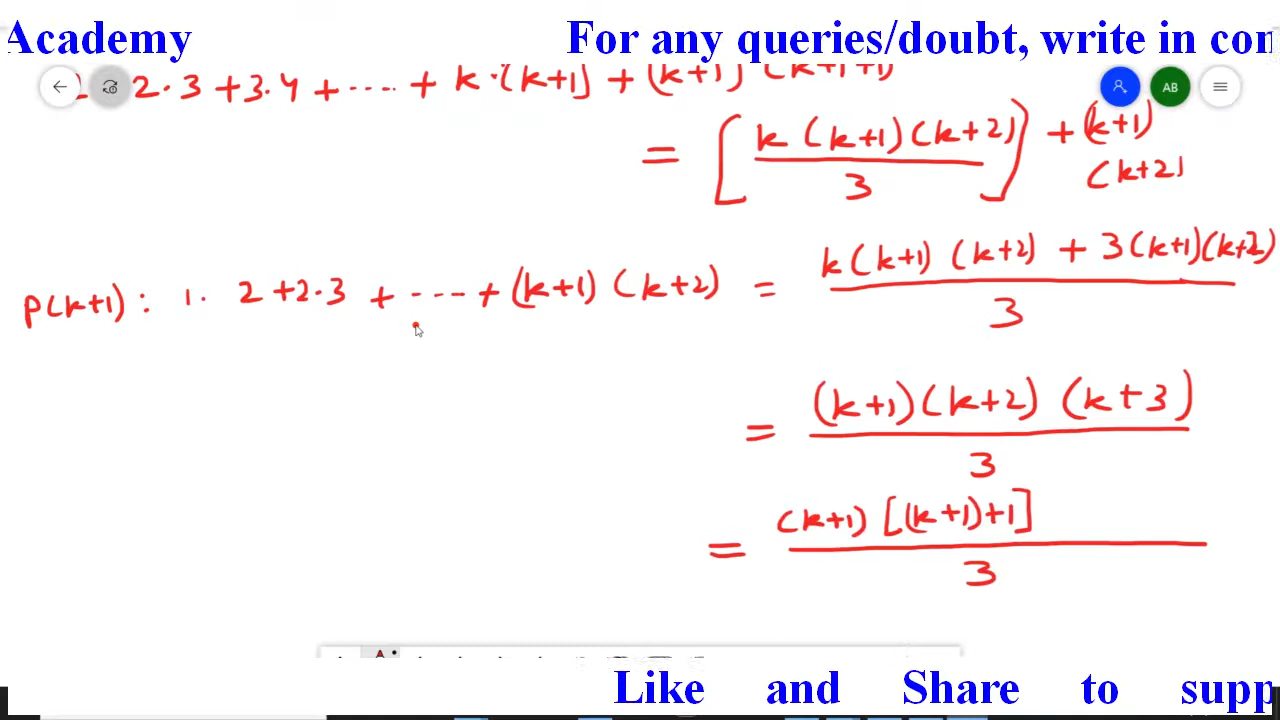 Academy For any queries/doubt, write in con
2 2.3 + 3.4 + .... + k.(k+1) + (k+1) (k+1+1)
= [k(k+1)(k+2)/3] + (k+1)
(k+2)
AB
P(k+1) : 1. 2 + 2.3 + ---- + (k+1) (k+2) = k(k+1) (k+2) + 3(k+1)(k+2)/3
= (k+1)(k+2) (k+3)/3
= (k+1) [(k+1)+1]/3
Like and Share to supp